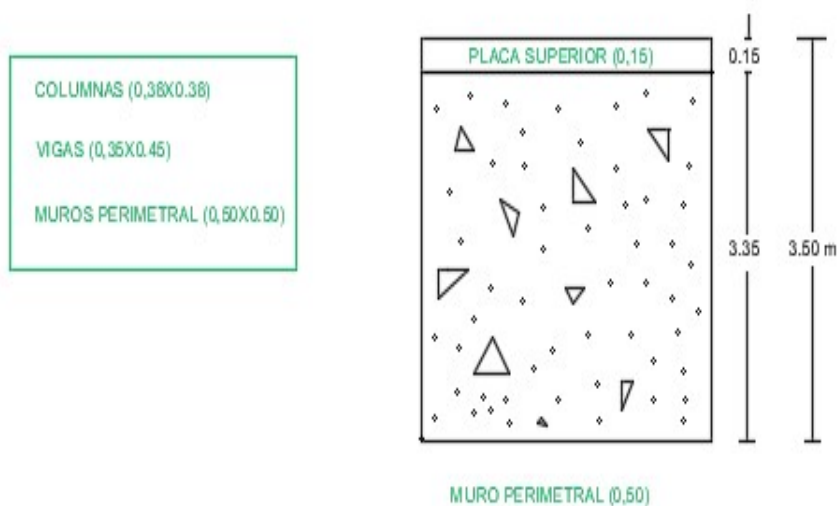 COLUMNAS (0,38X0.38)
VIGAS (0,35X0.45)
MUROS PERIMETRAL (0,50X0.50)
PLACA SUPERIOR (0,15)
0.15
3.35
3.50 m
MURO PERIMETRAL (0,50)